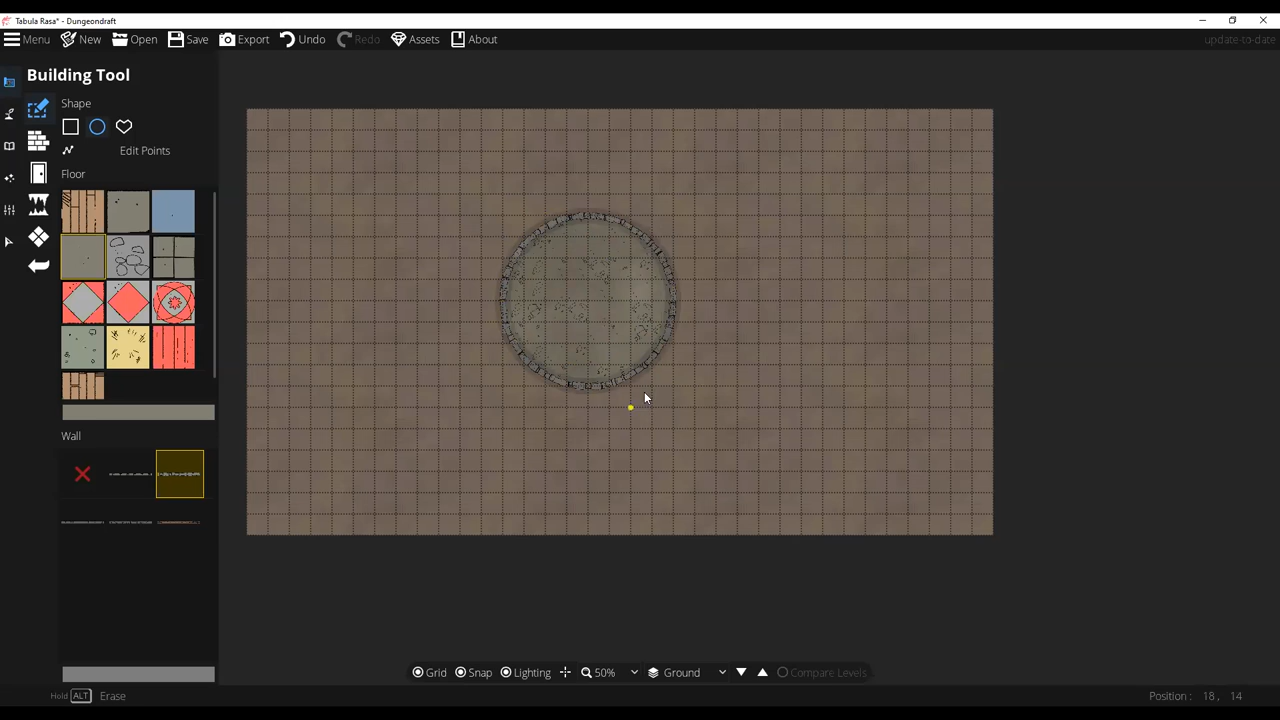 Tabula Rasa* - Dungeondraft
Menu New Open Save Export Undo Redo Assets About update-to-date
Building Tool
Shape
Edit Points
Floor
Wall
Grid Snap Lighting 50% Ground Compare Levels
Hold ALT Erase Position : 18 , 14